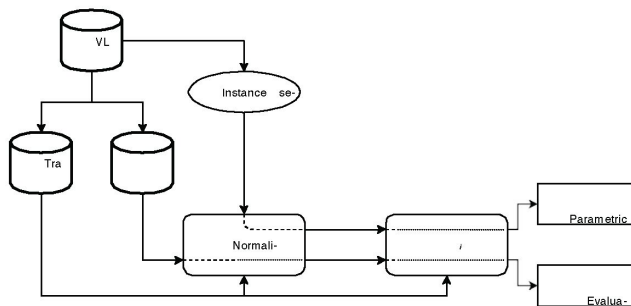 VL
Instance se-
Tra
Normali-
i
Parametric
Evalua-